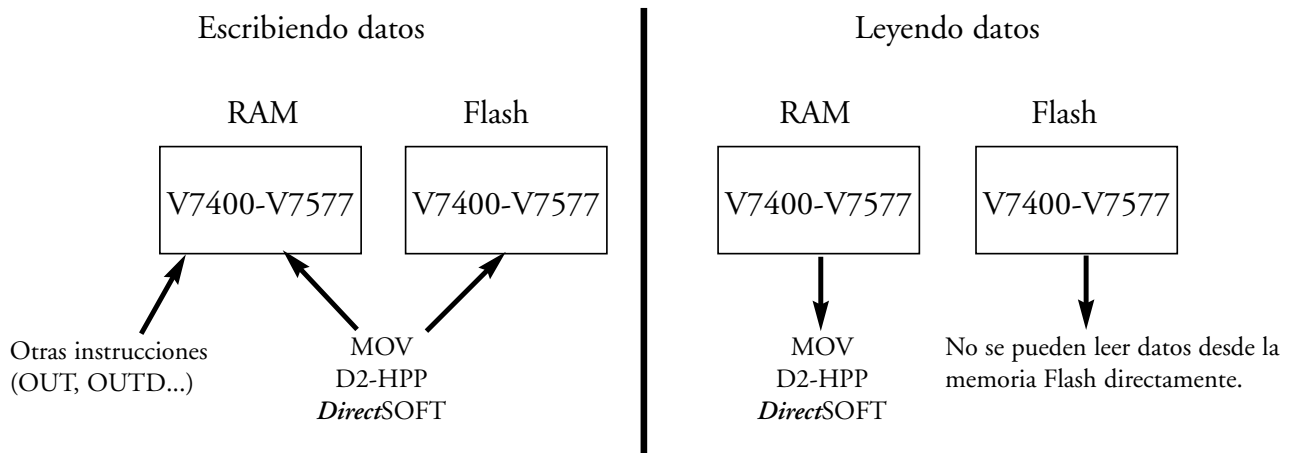 Escribiendo datos
RAM
Flash
V7400-V7577
V7400-V7577
Otras instrucciones
(OUT, OUTD...)
MOV
D2-HPP
DirectSOFT
Leyendo datos
RAM
Flash
V7400-V7577
V7400-V7577
MOV
D2-HPP
DirectSOFT
No se pueden leer datos desde la
memoria Flash directamente.